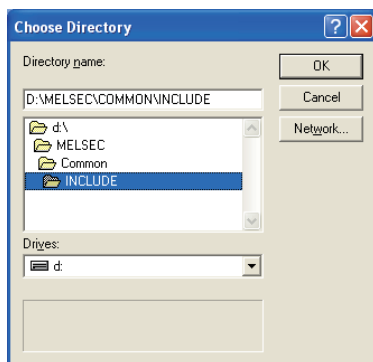 Choose Directory
Directory name:
OK
D:\MELSEC\COMMON\INCLUDE
Cancel
d:\
Network...
MELSEC
Common
INCLUDE
Drives:
d: